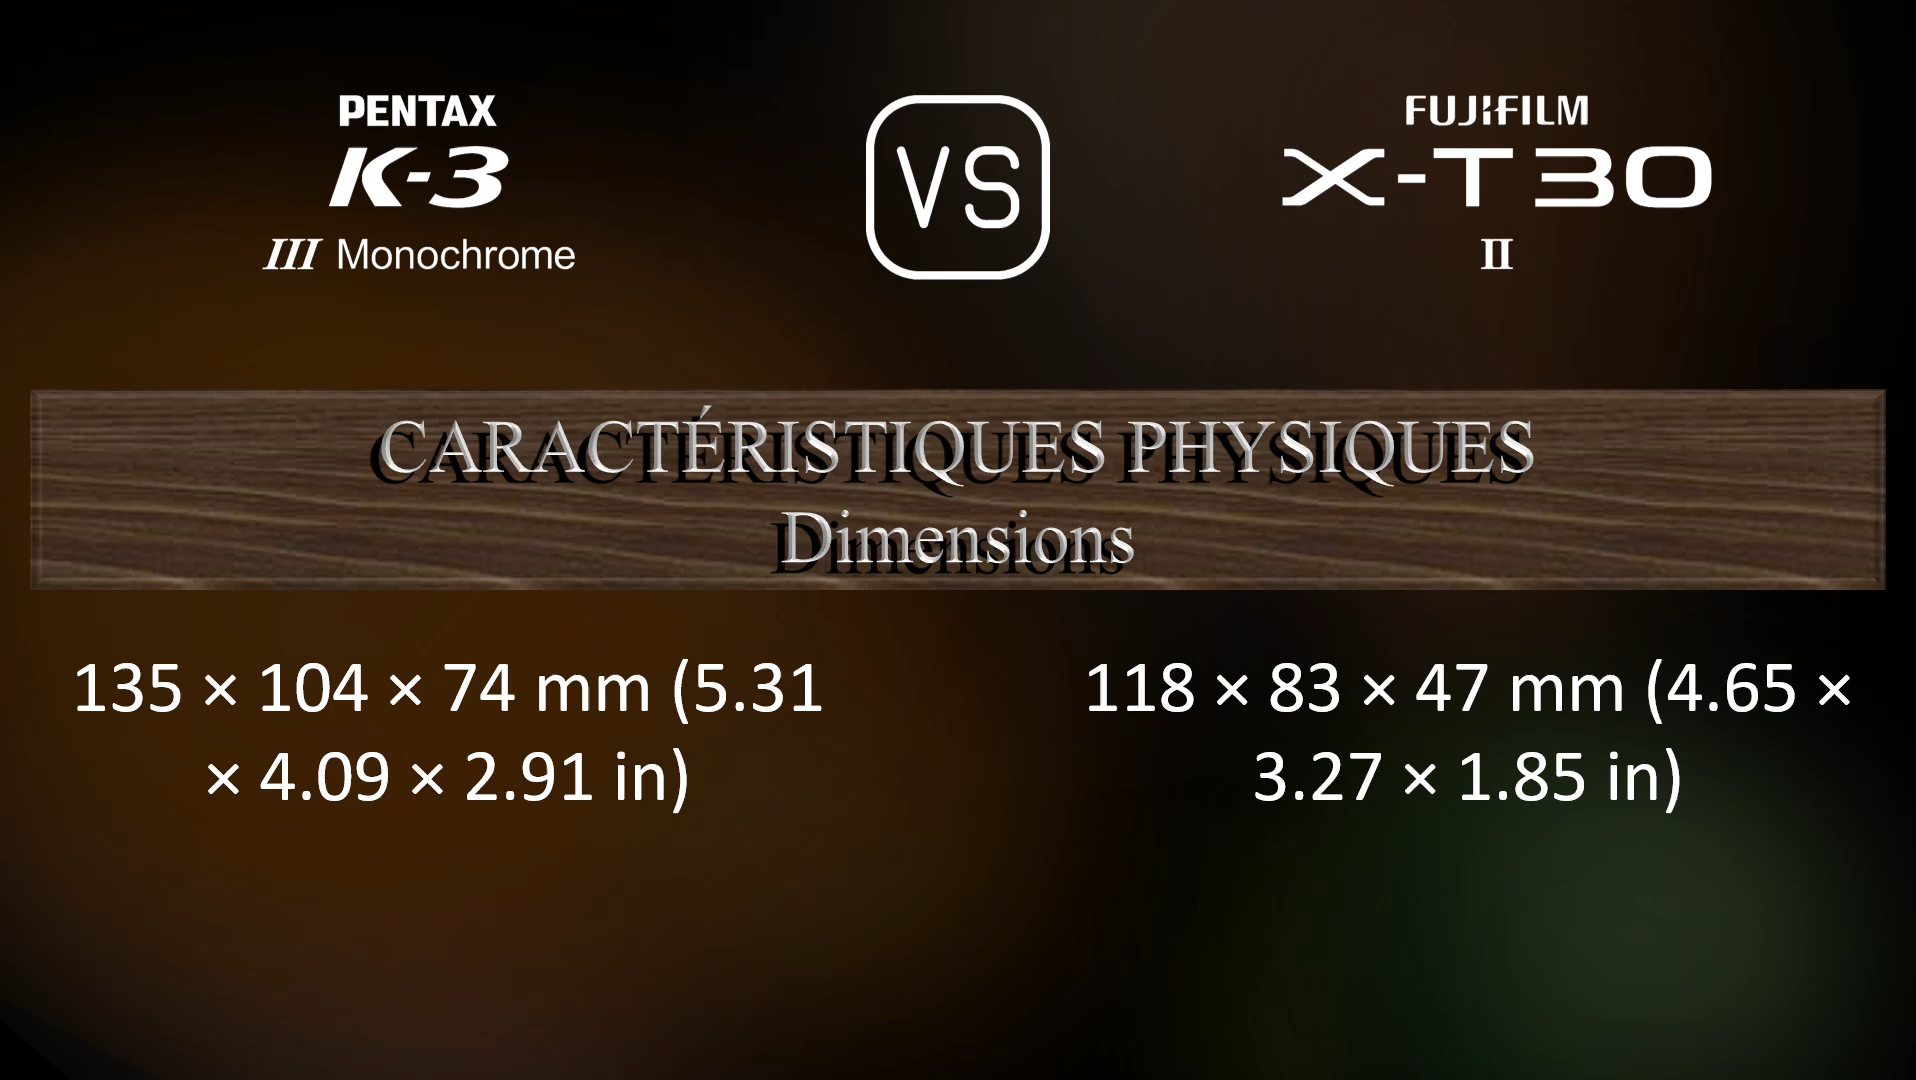 PENTAX
K-3
III Monochrome
VS
FUJIFILM
X-T30
II
CARACTÉRISTIQUES PHYSIQUES
Dimensions
135 × 104 × 74 mm (5.31
× 4.09 × 2.91 in)
118 × 83 × 47 mm (4.65 ×
3.27 × 1.85 in)